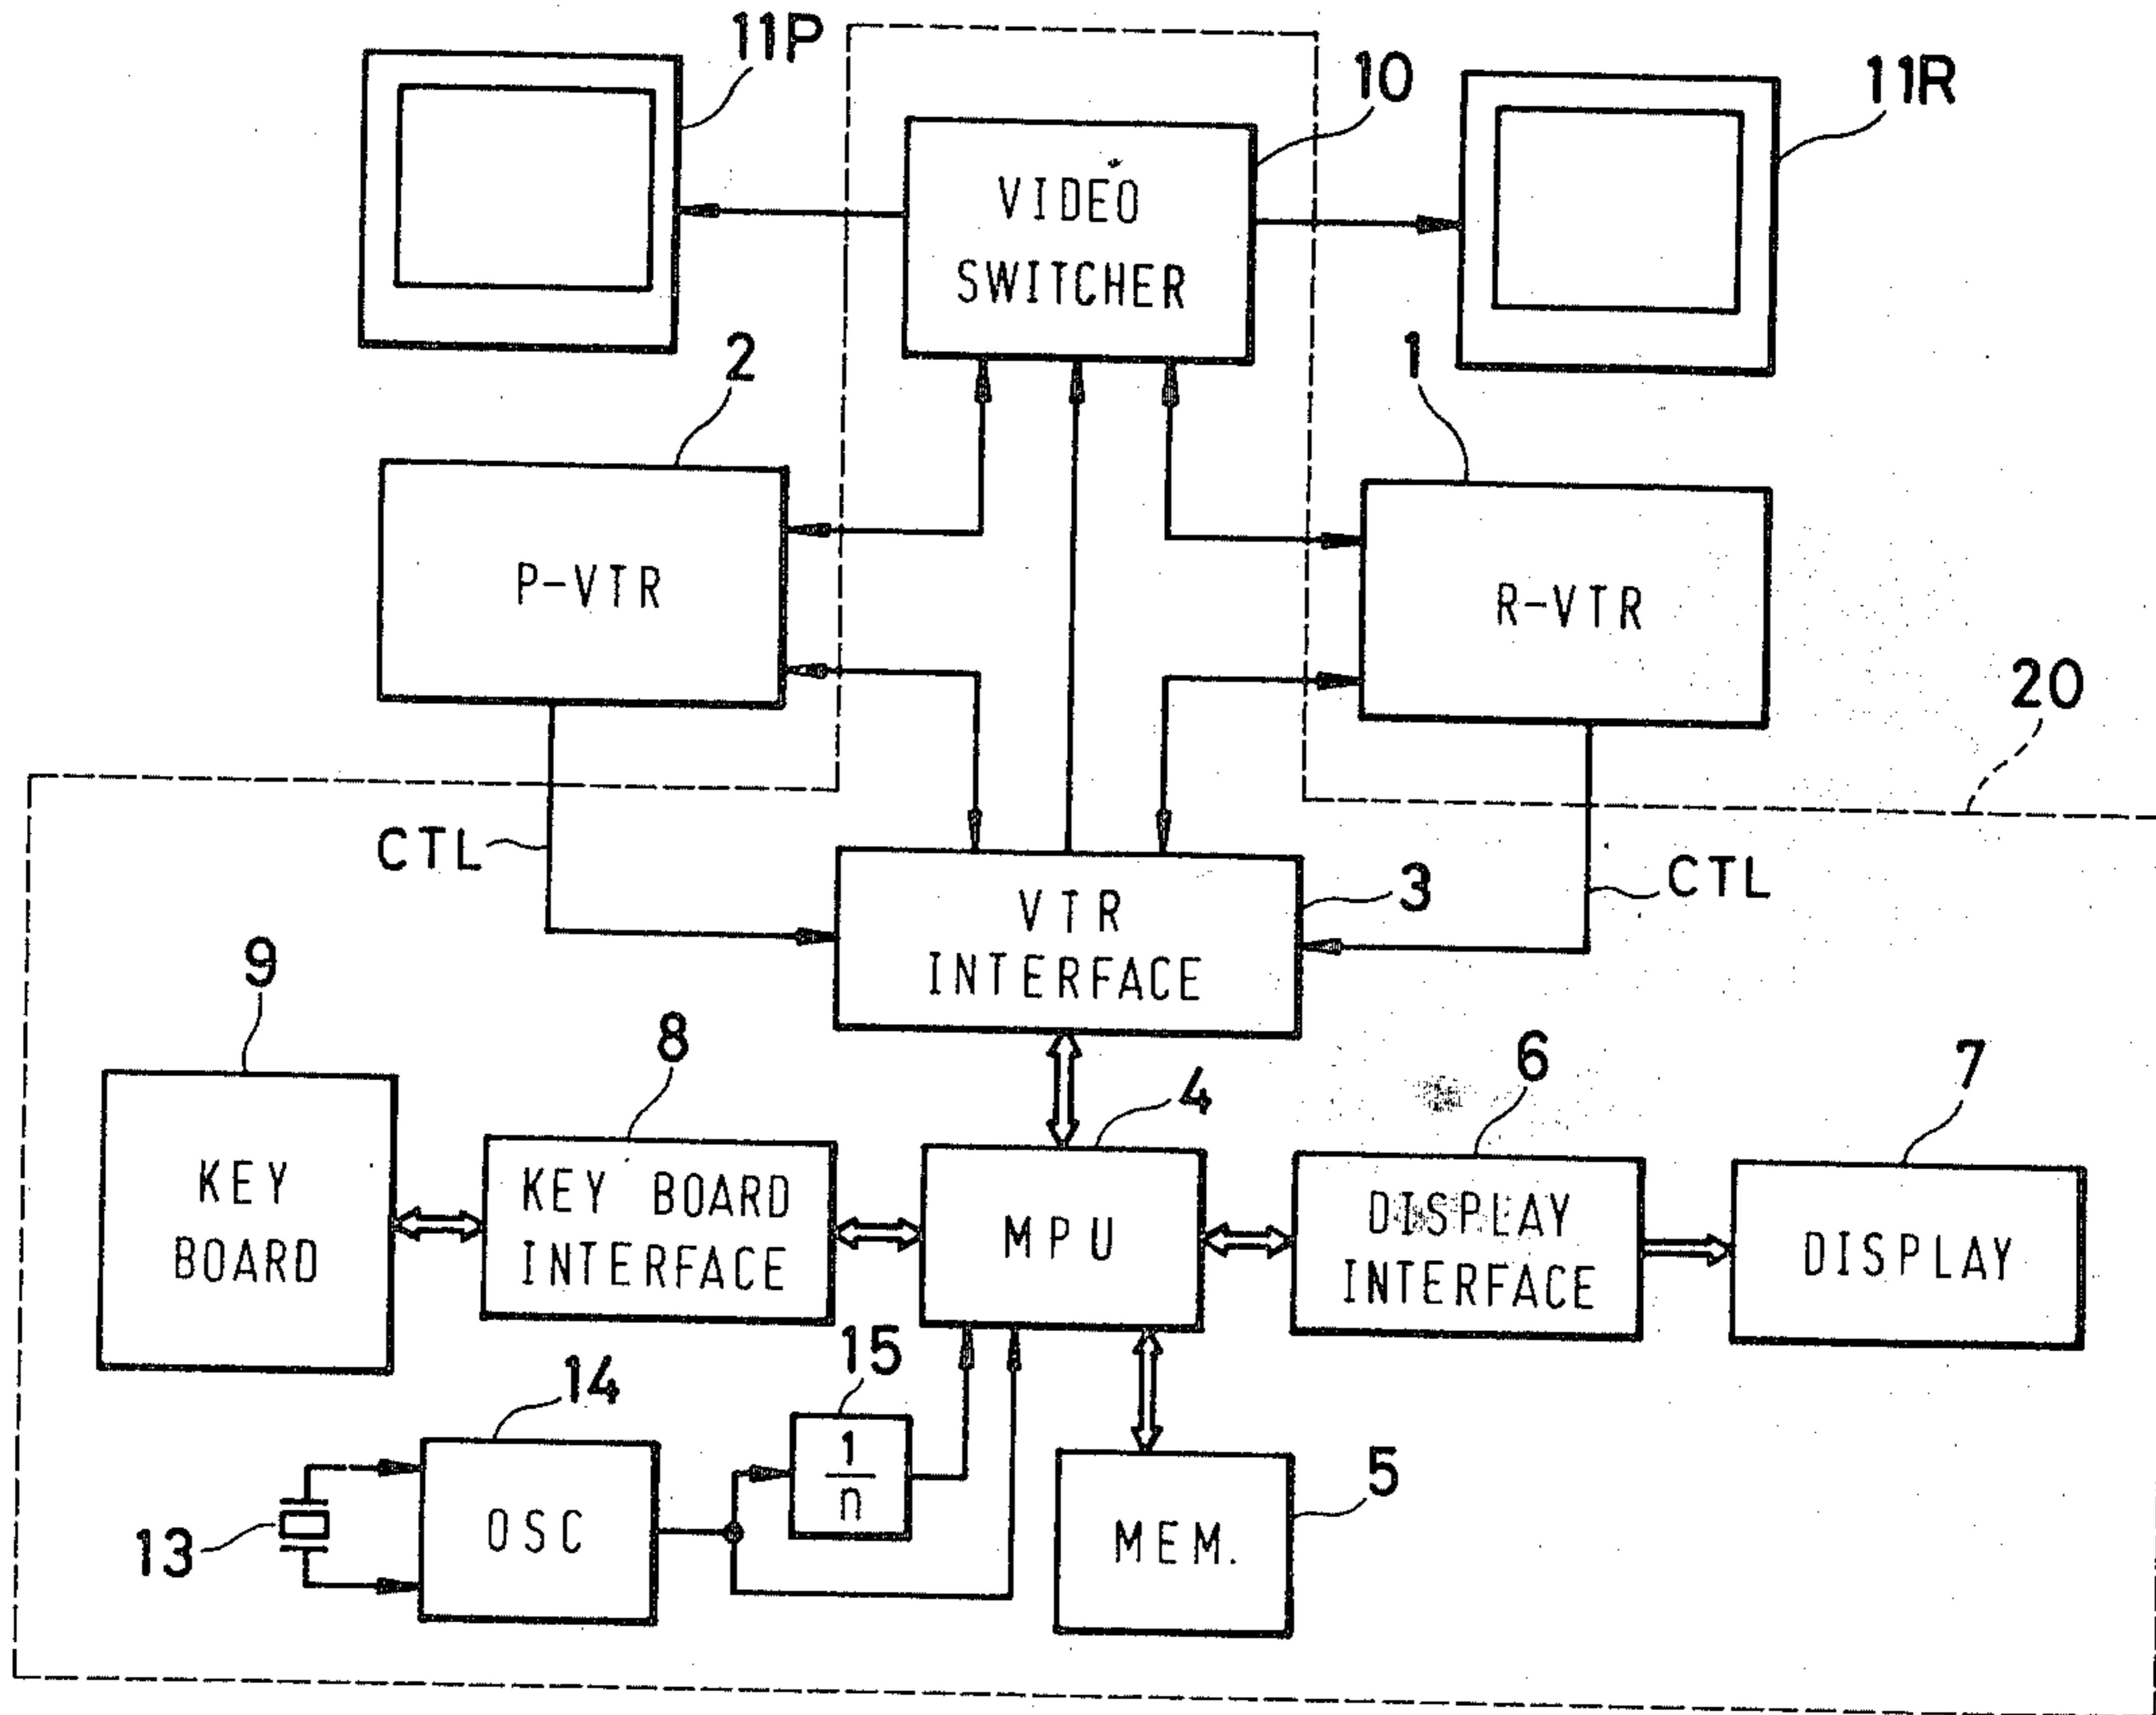 11P
10
11R
VIDEO
SWITCHER
2
1
P-VTR
R-VTR
20
CTL
CTL
VTR
INTERFACE
3
9
8
4
6
7
KEY
BOARD
KEY BOARD
INTERFACE
MPU
DISPLAY
INTERFACE
DISPLAY
14
15
1
n
5
13
OSC
MEM.